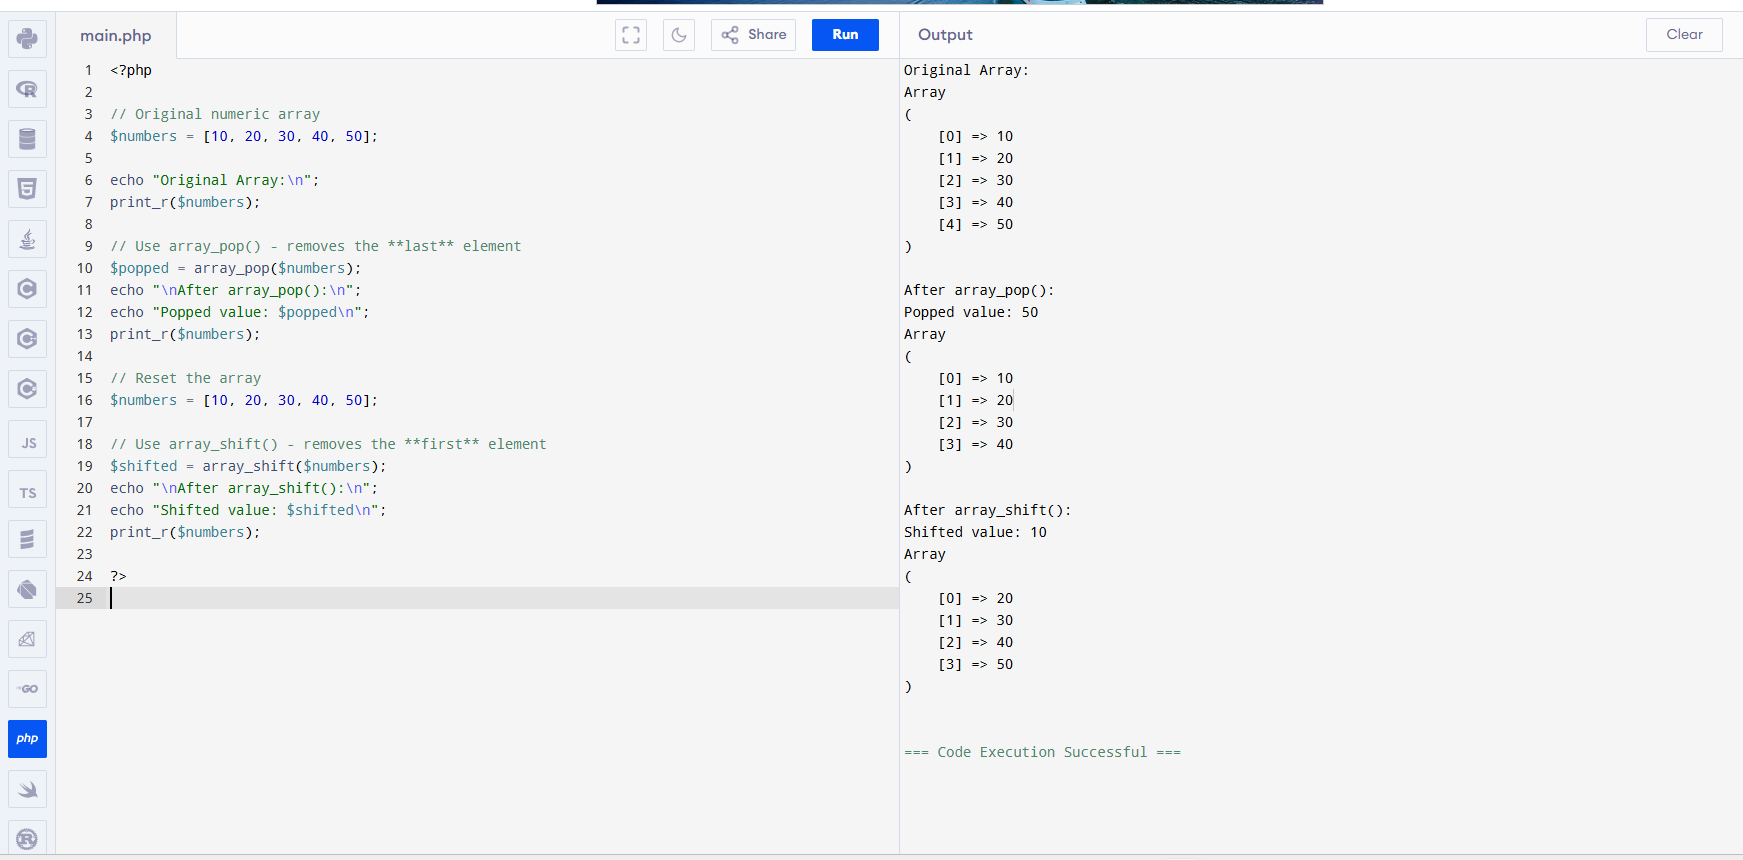 main.php
Share
Run
Output
Clear
1 <?php
2
3 // Original numeric array
4 $numbers = [10, 20, 30, 40, 50];
5
6 echo "Original Array:\n";
7 print_r($numbers);
8
9 // Use array_pop() - removes the **last** element
10 $popped = array_pop($numbers);
11 echo "\nAfter array_pop():\n";
12 echo "Popped value: $popped\n";
13 print_r($numbers);
14
15 // Reset the array
16 $numbers = [10, 20, 30, 40, 50];
17
18 // Use array_shift() - removes the **first** element
19 $shifted = array_shift($numbers);
20 echo "\nAfter array_shift():\n";
21 echo "Shifted value: $shifted\n";
22 print_r($numbers);
23
24 ?>
25
Original Array:
Array
(
    [0] => 10
    [1] => 20
    [2] => 30
    [3] => 40
    [4] => 50
)

After array_pop():
Popped value: 50
Array
(
    [0] => 10
    [1] => 20
    [2] => 30
    [3] => 40
)

After array_shift():
Shifted value: 10
Array
(
    [0] => 20
    [1] => 30
    [2] => 40
    [3] => 50
)

=== Code Execution Successful ===
R
5
C
C
C
JS
TS
GO
php
R